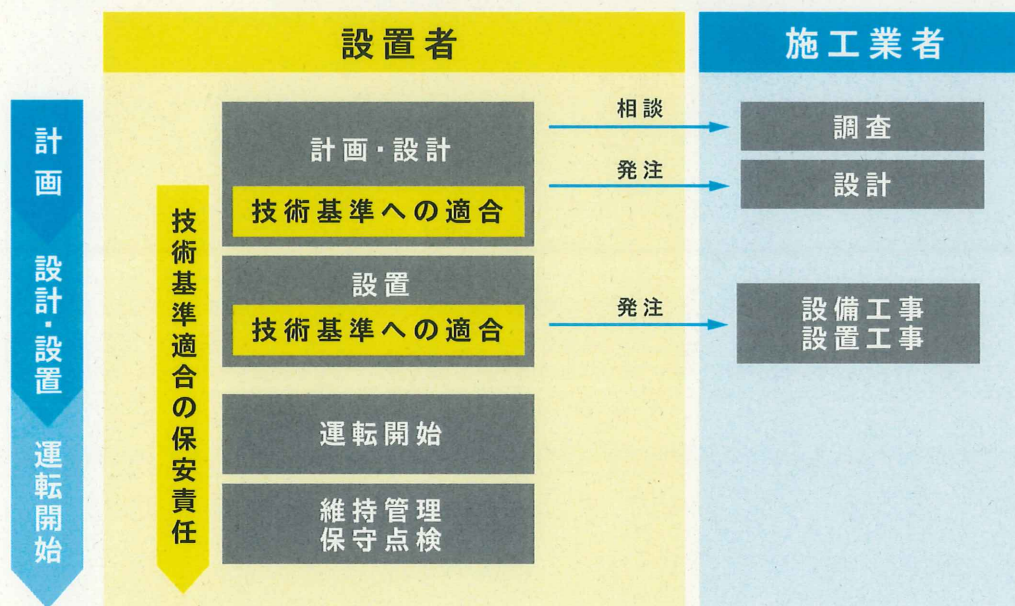 設置者
施工業者
計画
設計・設置
運転開始
技術基準適合の保安責任
計画・設計
技術基準への適合
設置
技術基準への適合
運転開始
維持管理
保守点検
相談
発注
発注
調査
設計
設備工事
設置工事